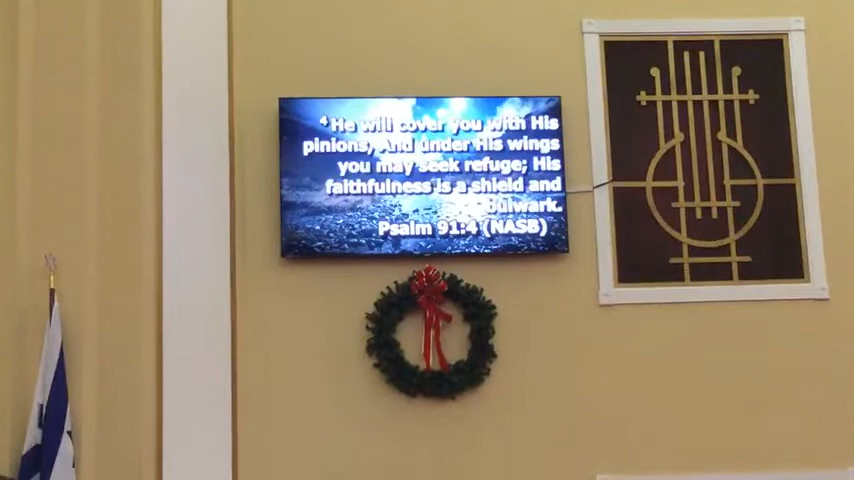 ⁴ He will cover you with His
pinions, And under His wings
you may seek refuge; His
faithfulness is a shield and
bulwark.
Psalm 91:4 (NASB)